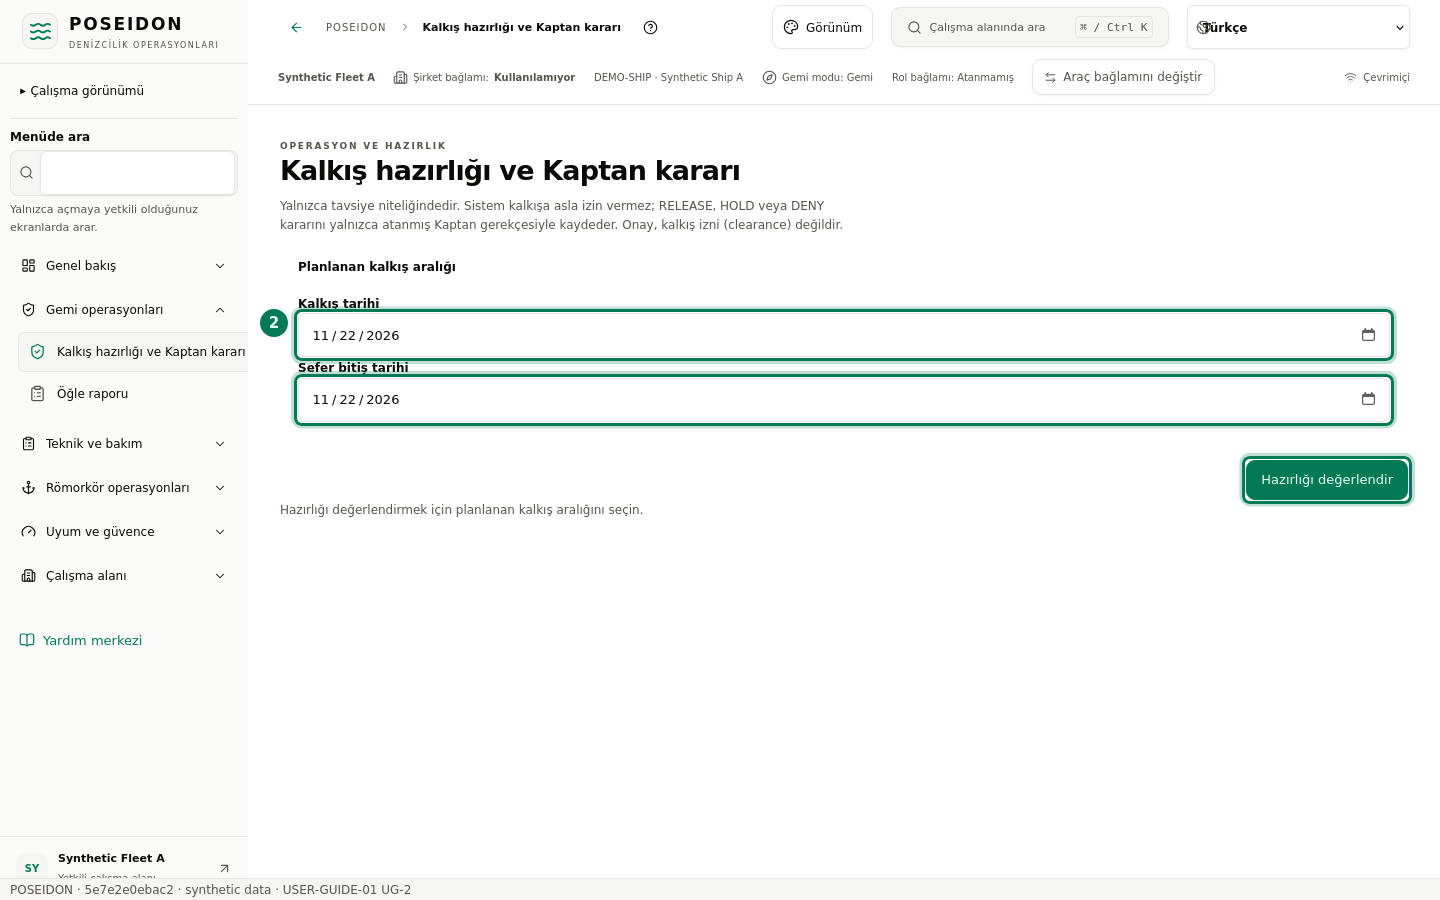 POSEIDON
DENİZCİLİK OPERASYONLARI
Çalışma görünümü
Menüde ara
Yalnızca açmaya yetkili olduğunuz
ekranlarda arar.
Genel bakış
Gemi operasyonları
Kalkış hazırlığı ve Kaptan kararı
Öğle raporu
Teknik ve bakım
Römorkör operasyonları
Uyum ve güvence
Çalışma alanı
Yardım merkezi
SY
Synthetic Fleet A
POSEIDON
Kalkış hazırlığı ve Kaptan kararı
Görünüm
Çalışma alanında ara
⌘ / Ctrl K
Türkçe
Synthetic Fleet A
Şirket bağlamı: Kullanılamıyor
DEMO-SHIP · Synthetic Ship A
Gemi modu: Gemi
Rol bağlamı: Atanmamış
Araç bağlamını değiştir
Çevrimiçi
OPERASYON VE HAZIRLIK
Kalkış hazırlığı ve Kaptan kararı
Yalnızca tavsiye niteliğindedir. Sistem kalkışa asla izin vermez; RELEASE, HOLD veya DENY
kararını yalnızca atanmış Kaptan gerekçesiyle kaydeder. Onay, kalkış izni (clearance) değildir.
Planlanan kalkış aralığı
Kalkış tarihi
2
11/22/2026
Sefer bitiş tarihi
11/22/2026
Hazırlığı değerlendir
Hazırlığı değerlendirmek için planlanan kalkış aralığını seçin.
POSEIDON · 5e7e2e0ebac2 · synthetic data · USER-GUIDE-01 UG-2